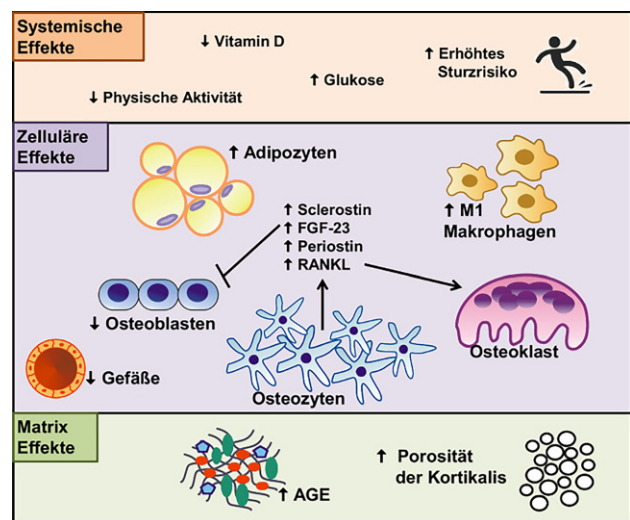 Systemische
Effekte
↓ Vitamin D
↑ Erhöhtes
Sturzrisiko
↑ Glukose
↓ Physische Aktivität
Zelluläre
Effekte
↑ Adipozyten
↑ M1
Makrophagen
↑ Sclerostin
↑ FGF-23
↑ Periostin
↑ RANKL
↓ Osteoblasten
Osteoklast
↓ Gefäße
Osteozyten
Matrix
Effekte
↑ AGE
↑ Porosität
der Kortikalis